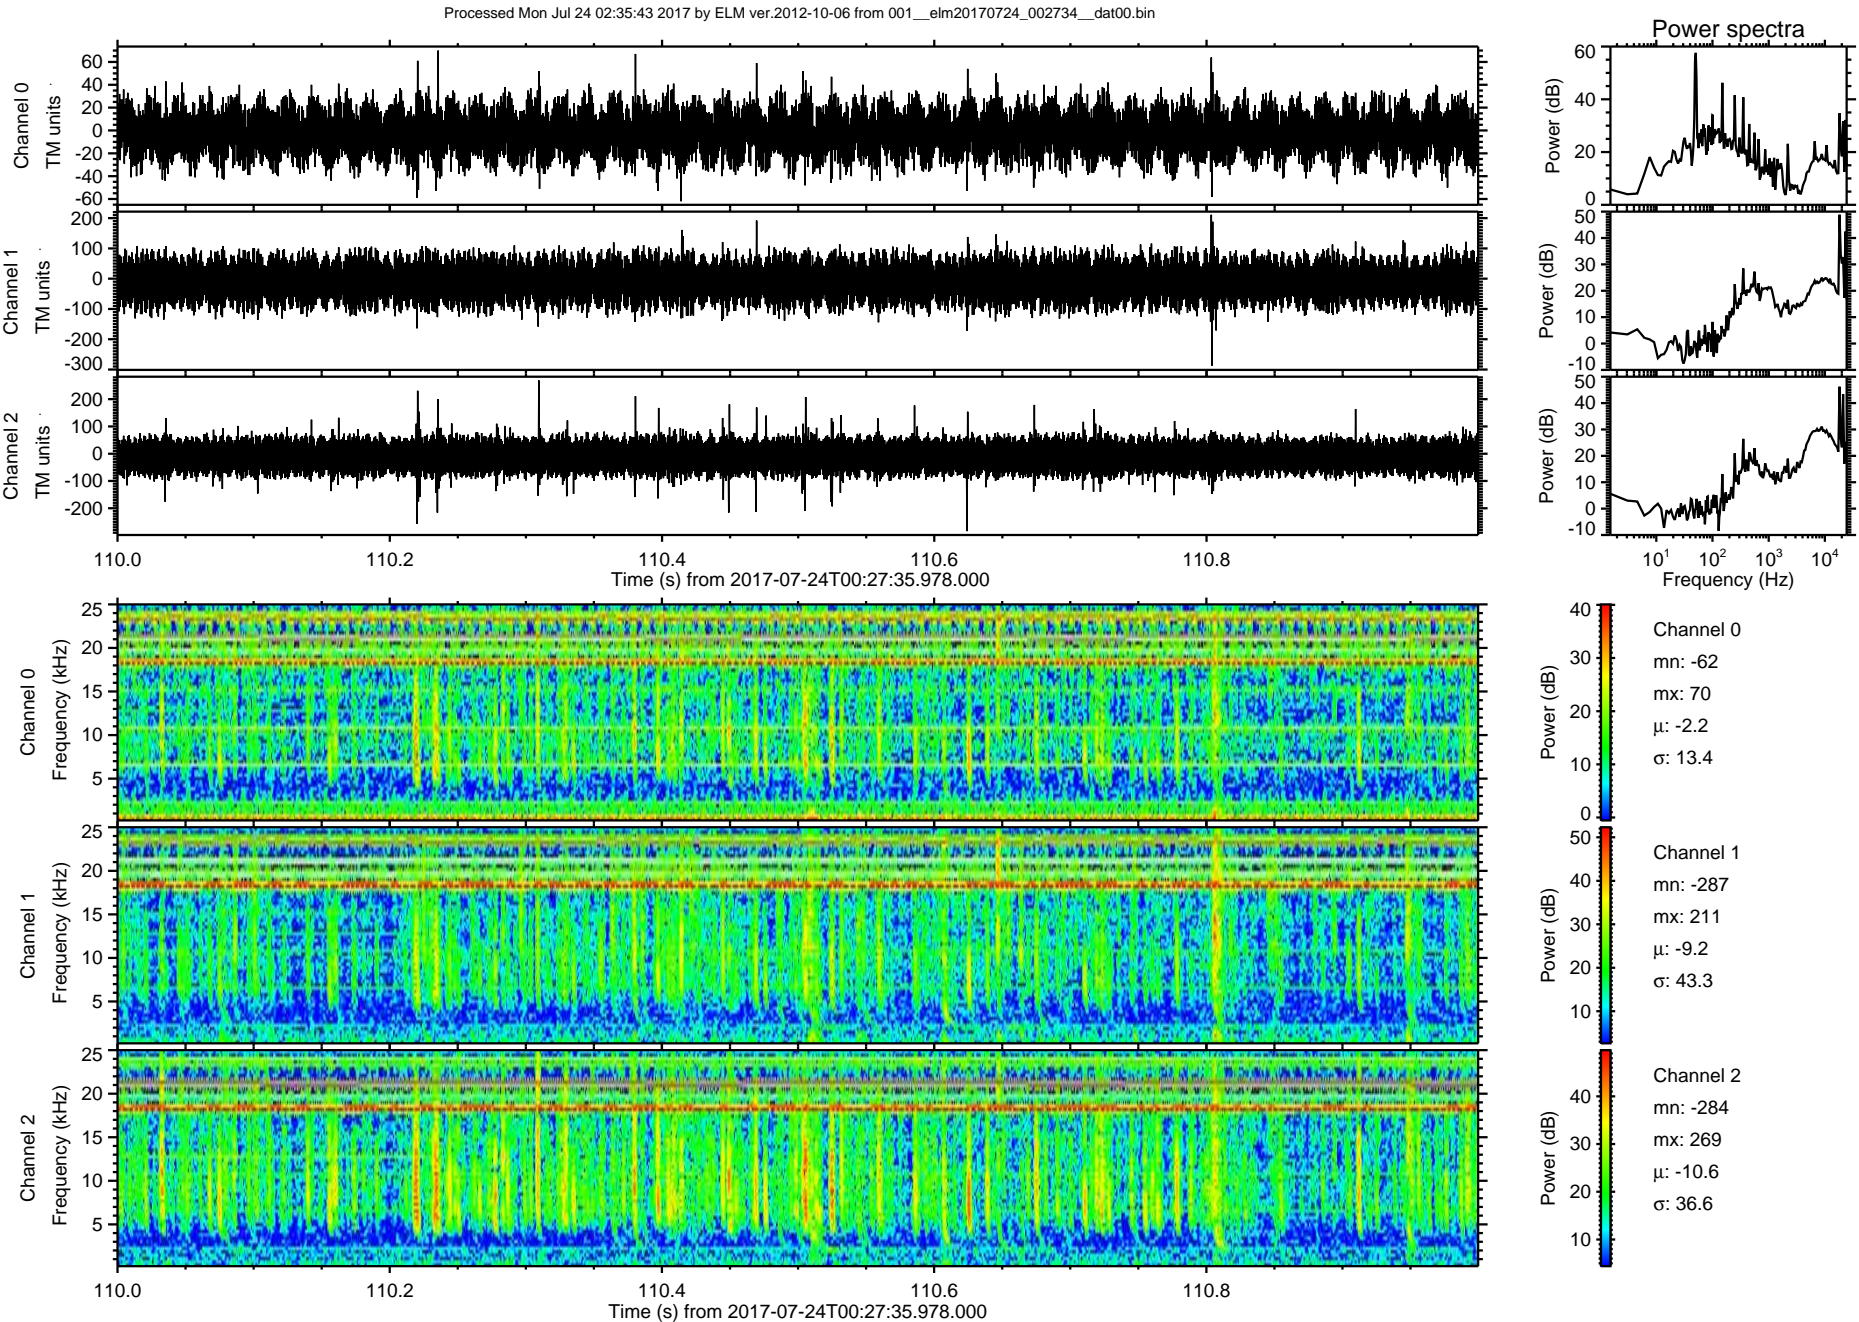 Processed Mon Jul 24 02:35:43 2017 by ELM ver.2012-10-06 from 001__elm20170724_002734__dat00.bin
Power spectra
Channel 0
TM units
60
40
20
0
-20
-40
-60
Power (dB)
60
40
20
0
Channel 1
TM units
200
100
0
-100
-200
-300
Power (dB)
50
40
30
20
10
0
-10
Channel 2
TM units
200
100
0
-100
-200
Power (dB)
50
40
30
20
10
0
-10
110.0 110.2 110.4 110.6 110.8
Time (s) from 2017-07-24T00:27:35.978.000
10^1 10^2 10^3 10^4
Frequency (Hz)
Channel 0
Frequency (kHz)
25
20
15
10
5
Power (dB)
40
30
20
10
0
Channel 0
mn: -62
mx: 70
μ: -2.2
σ: 13.4
Channel 1
Frequency (kHz)
25
20
15
10
5
Power (dB)
50
40
30
20
10
Channel 1
mn: -287
mx: 211
μ: -9.2
σ: 43.3
Channel 2
Frequency (kHz)
25
20
15
10
5
Power (dB)
40
30
20
10
Channel 2
mn: -284
mx: 269
μ: -10.6
σ: 36.6
110.0 110.2 110.4 110.6 110.8
Time (s) from 2017-07-24T00:27:35.978.000